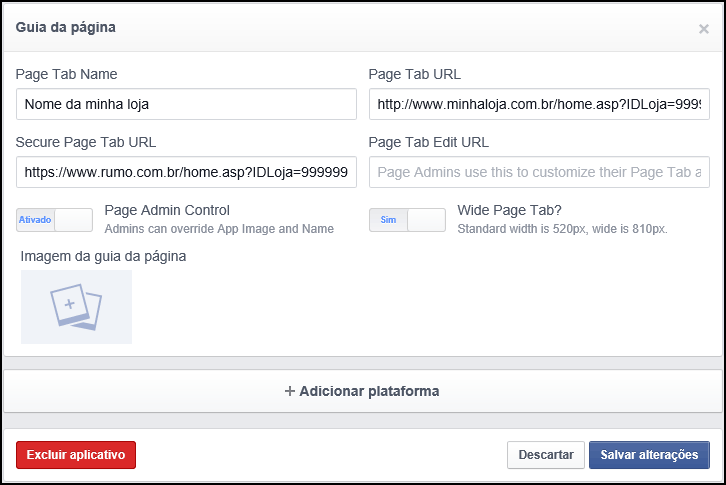 Guia da página
×
Page Tab Name
Page Tab URL
Nome da minha loja
http://www.minhaloja.com.br/home.asp?IDLoja=9999
Secure Page Tab URL
Page Tab Edit URL
https://www.rumo.com.br/home.asp?IDLoja=999999
Page Admins use this to customize their Page Tab a
Ativado
Page Admin Control
Admins can override App Image and Name
Sim
Wide Page Tab?
Standard width is 520px, wide is 810px.
Imagem da guia da página
+ Adicionar plataforma
Excluir aplicativo
Descartar
Salvar alterações